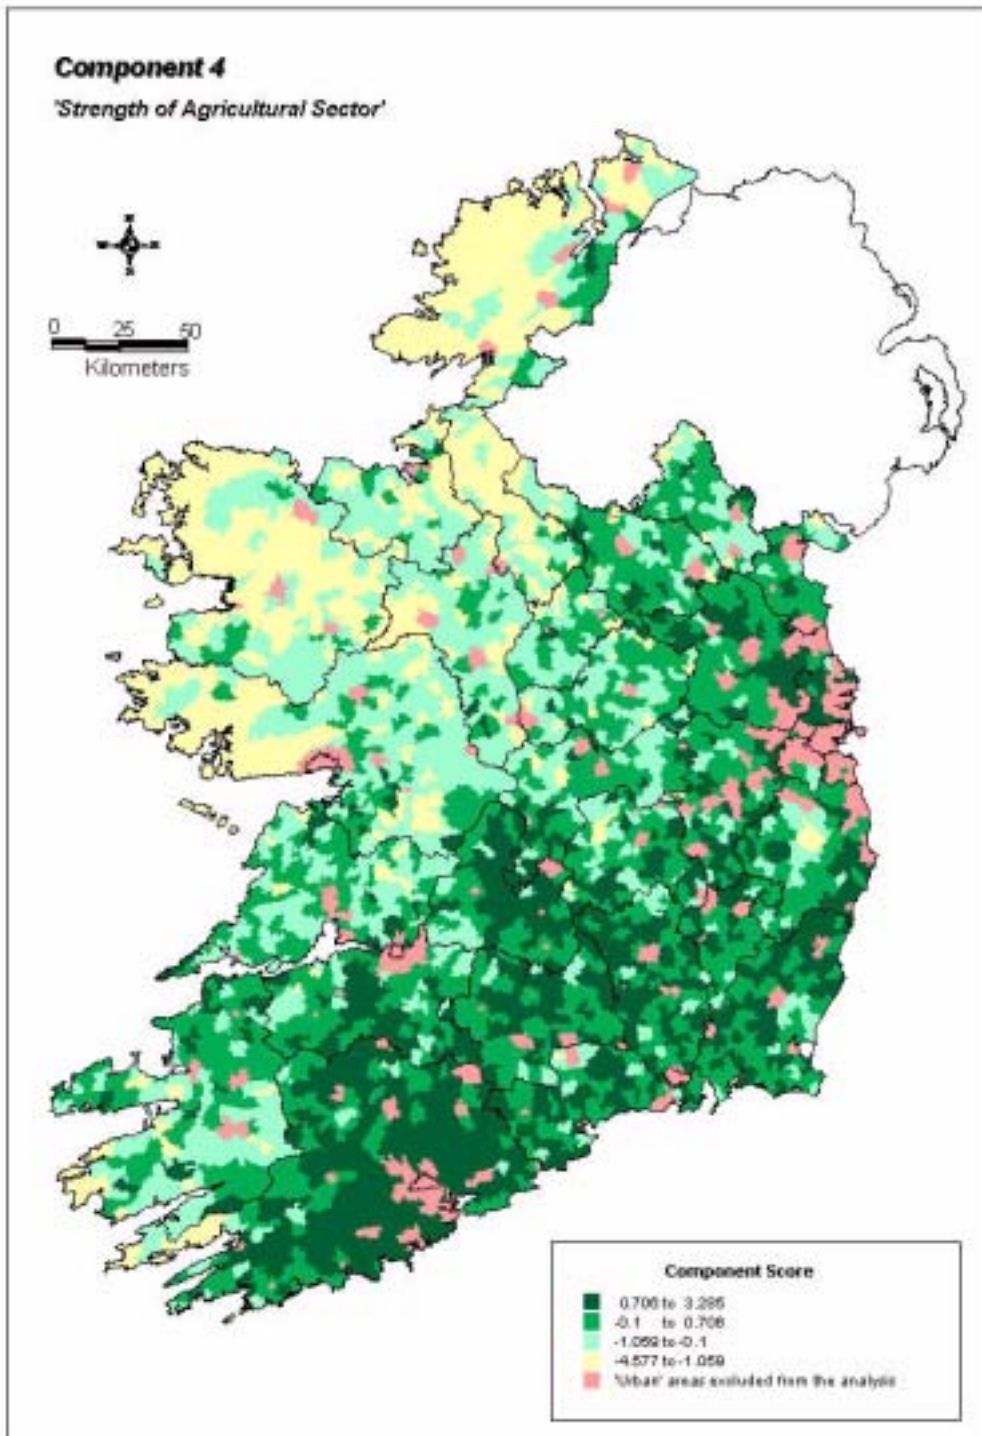 Component 4
'Strength of Agricultural Sector'
N
W E
S
0 25 50
Kilometers
Component Score
0.706 to 3.285
-0.1 to 0.706
-1.059 to -0.1
-4.577 to -1.059
'Urban' areas excluded from the analysis